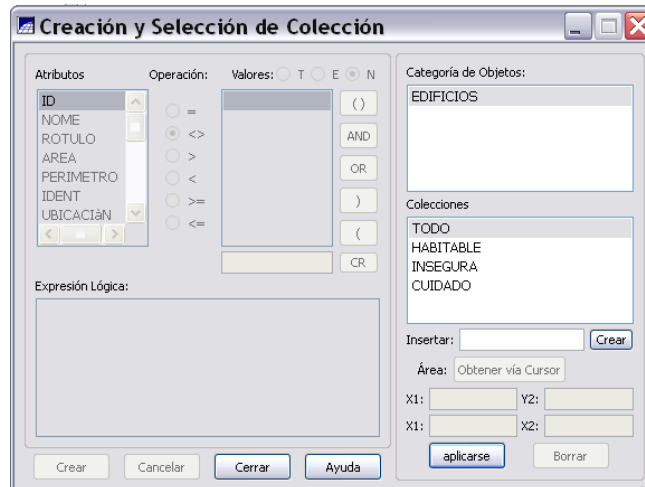 Creación y Selección de Colección
Atributos
Operación:
Valores: T E N
ID
NOME
ROTULO
AREA
PERIMETRO
IDENT
UBICACIàN
=
<>
>
<
>=
<=
()
AND
OR
)
(
CR
Expresión Lógica:
Crear
Cancelar
Cerrar
Ayuda
Categoría de Objetos:
EDIFICIOS
Colecciones
TODO
HABITABLE
INSEGURA
CUIDADO
Insertar:
Crear
Área: Obtener vía Cursor
X1: Y2:
X1: X2:
aplicarse
Borrar